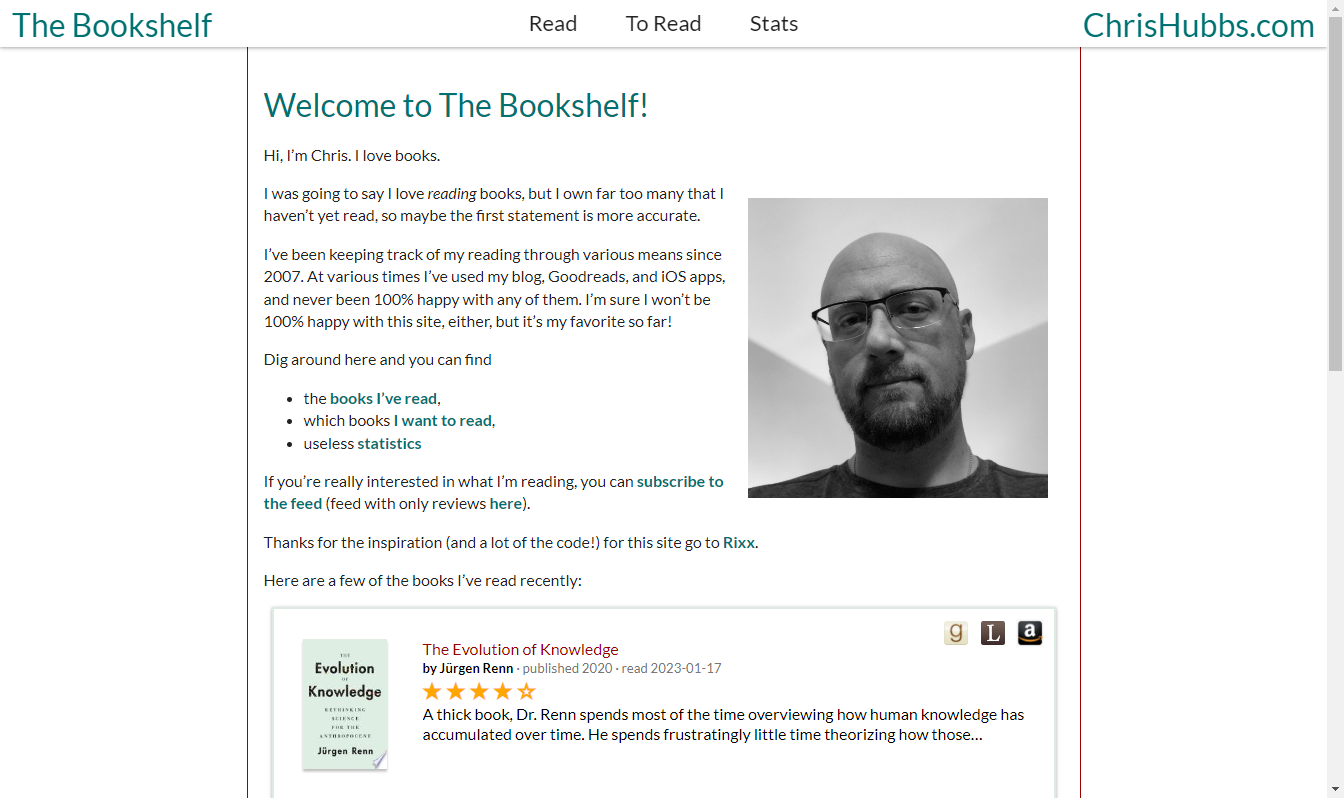 The Bookshelf
Read To Read Stats
ChrisHubbs.com
Welcome to The Bookshelf!
Hi, I’m Chris. I love books.
I was going to say I love reading books, but I own far too many that I
haven’t yet read, so maybe the first statement is more accurate.
I’ve been keeping track of my reading through various means since
2007. At various times I’ve used my blog, Goodreads, and iOS apps,
and never been 100% happy with any of them. I’m sure I won’t be
100% happy with this site, either, but it’s my favorite so far!
Dig around here and you can find
• the books I’ve read,
• which books I want to read,
• useless statistics
If you’re really interested in what I’m reading, you can subscribe to
the feed (feed with only reviews here).
Thanks for the inspiration (and a lot of the code!) for this site go to Rixx.
Here are a few of the books I’ve read recently:
g L a
THE
Evolution
OF
Knowledge
RETHINKING
SCIENCE
FOR THE
ANTHROPOCENE
Jürgen Renn
The Evolution of Knowledge
by Jürgen Renn · published 2020 · read 2023-01-17
A thick book, Dr. Renn spends most of the time overviewing how human knowledge has
accumulated over time. He spends frustratingly little time theorizing how those…